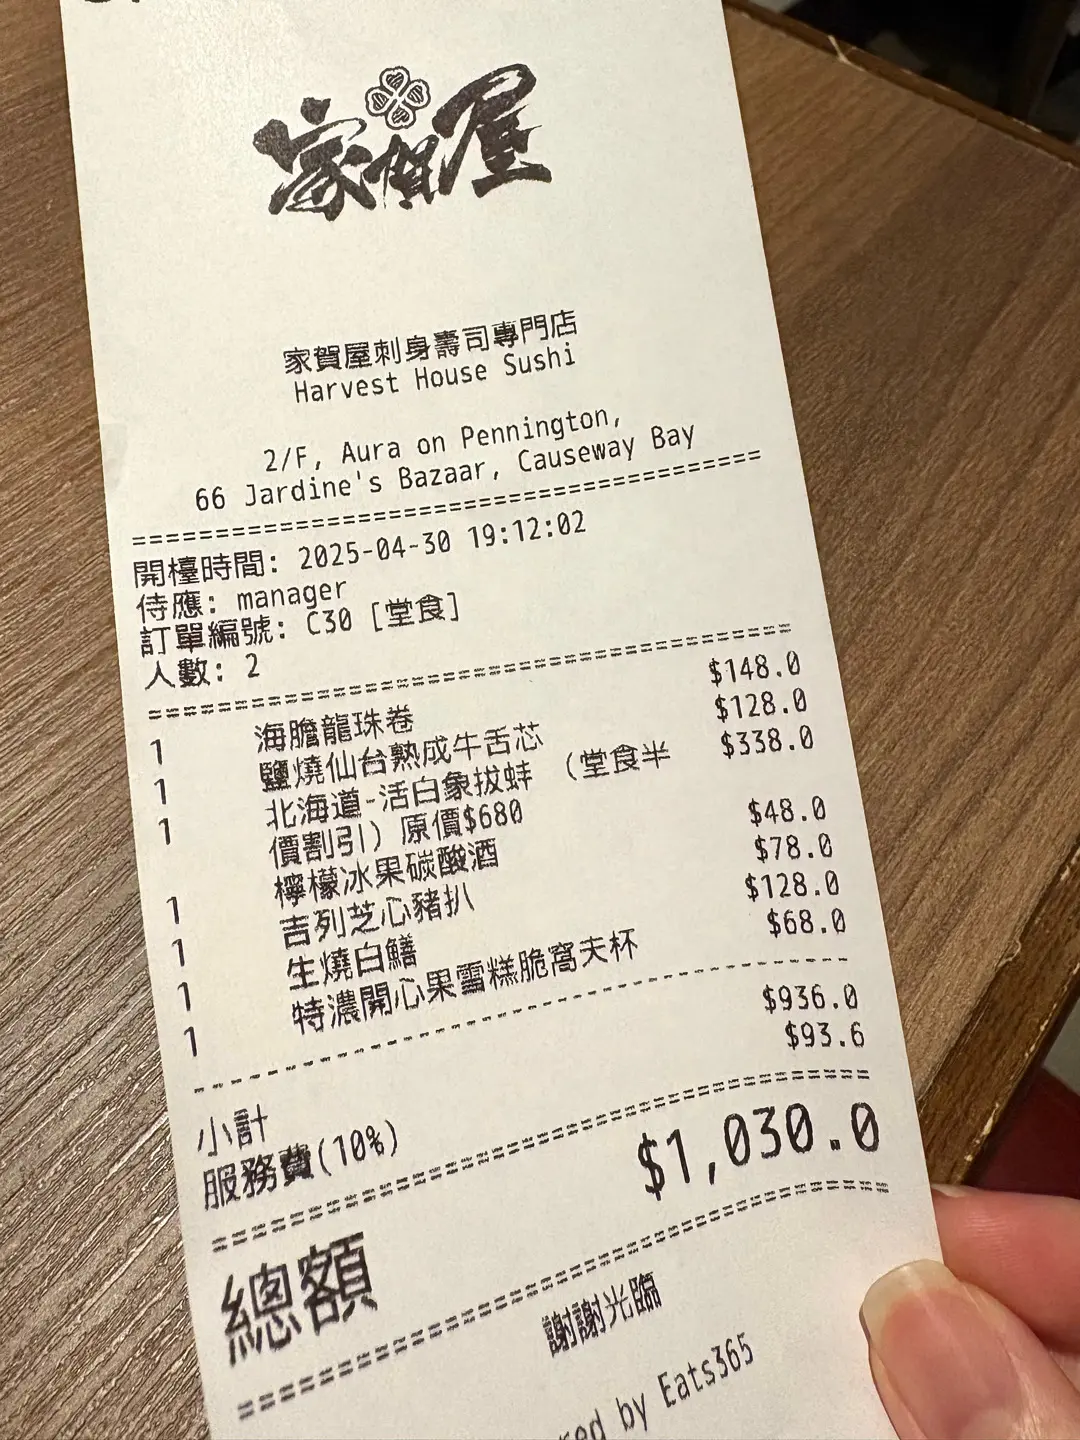 家賀屋
家賀屋刺身壽司專門店
Harvest House Sushi
2/F, Aura on Pennington,
66 Jardine's Bazaar, Causeway Bay
開檯時間: 2025-04-30 19:12:02
侍應: manager
訂單編號: C30 [堂食]
人數: 2
1 海膽龍珠卷 $148.0
1 鹽燒仙台熟成牛舌芯 $128.0
1 北海道-活白象拔蚌 (堂食半 $338.0
價割引) 原價$680
1 檸檬冰果碳酸酒 $48.0
1 吉列芝心豬扒 $78.0
1 生燒白鱔 $128.0
1 特濃開心果雪糕脆窩夫杯 $68.0
小計 $936.0
服務費(10%) $93.6
總額 $1,030.0
謝謝光臨
by Eats365